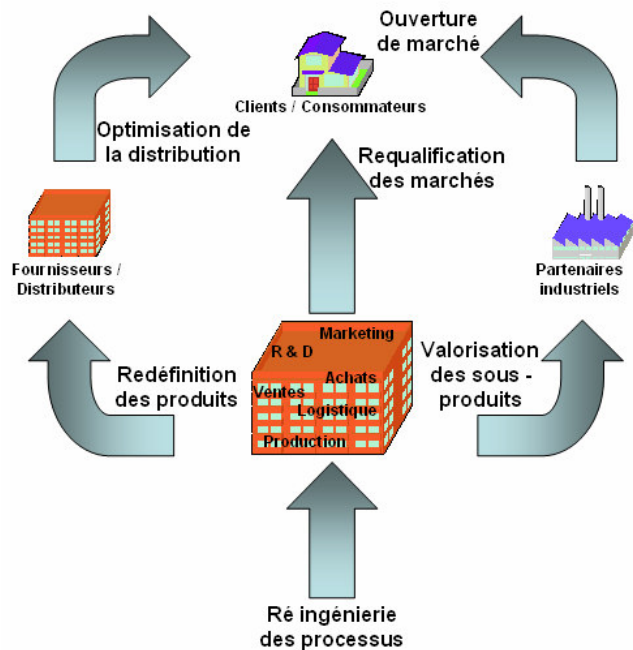 Ouverture
de marché
Clients / Consommateurs
Optimisation de
la distribution
Requalification
des marchés
Fournisseurs /
Distributeurs
Partenaires
industriels
Marketing
R & D
Achats
Ventes
Logistique
Production
Redéfinition
des produits
Valorisation
des sous -
produits
Ré ingénierie
des processus